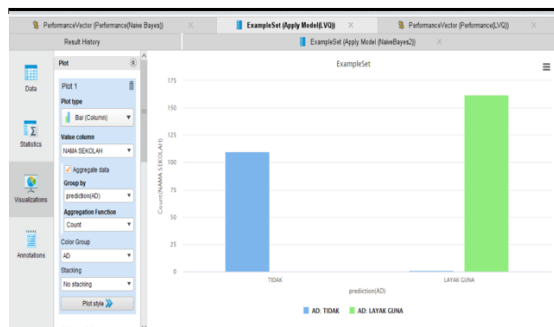 PerformanceVector (Performance(Naive Bayes))
ExampleSet (Apply Model(LVQ))
PerformanceVector (Performance(LVQ))
Result History
ExampleSet (Apply Model (NaiveBayes2))
Data
Statistics
Visualizations
Annotations
Plot
Plot 1
Plot type
Bar (Column)
Value column
NAMA SEKOLAH
Aggregate data
Group by
prediction(AD)
Aggregation Function
Count
Color Group
AD
Stacking
No stacking
Plot style
ExampleSet
Count(NAMA SEKOLAH)
175
150
125
100
75
50
25
0
TIDAK
LAYAK GUNA
prediction(AD)
AD: TIDAK
AD: LAYAK GUNA